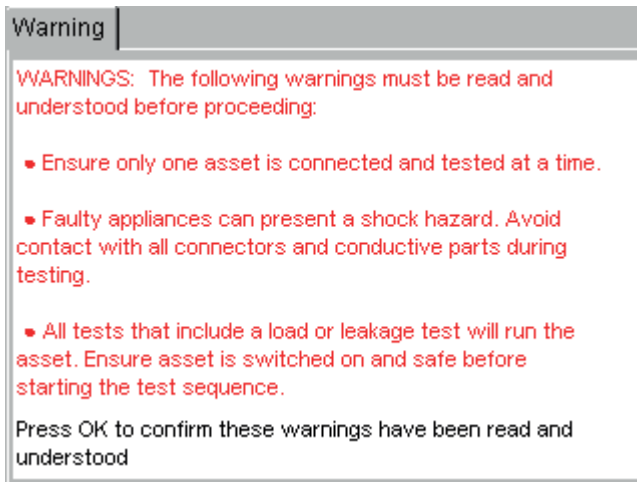 Warning
WARNINGS:  The following warnings must be read and
understood before proceeding:
• Ensure only one asset is connected and tested at a time.
• Faulty appliances can present a shock hazard. Avoid
contact with all connectors and conductive parts during
testing.
• All tests that include a load or leakage test will run the
asset. Ensure asset is switched on and safe before
starting the test sequence.
Press OK to confirm these warnings have been read and
understood